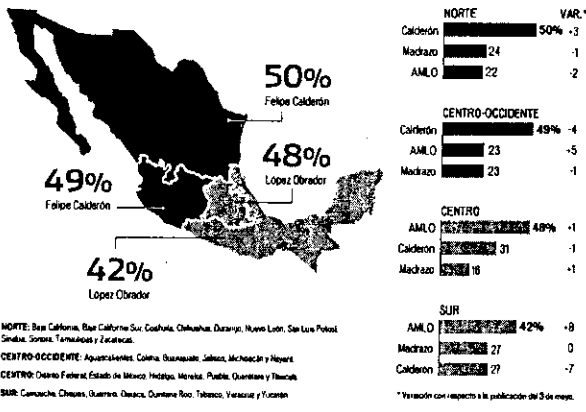 50%
Felipe Calderón
48%
López Obrador
49%
Felipe Calderón
42%
López Obrador
NORTE VAR.*
Calderón 50% +3
Madrazo 24 -1
AMLO 22 -2
CENTRO-OCCIDENTE
Calderón 49% -4
AMLO 23 +5
Madrazo 23 -1
CENTRO
AMLO 48% +1
Calderón 31 -1
Madrazo 16 +1
SUR
AMLO 42% +8
Madrazo 27 0
Calderón 27 -7
NORTE: Baja California, Baja California Sur, Coahuila, Chihuahua, Durango, Nuevo León, San Luis Potosí,
Sinaloa, Sonora, Tamaulipas y Zacatecas.
CENTRO-OCCIDENTE: Aguascalientes, Colima, Guanajuato, Jalisco, Michoacán y Nayarit.
CENTRO: Distrito Federal, Estado de México, Hidalgo, Morelos, Puebla, Querétaro y Tlaxcala.
SUR: Campeche, Chiapas, Guerrero, Oaxaca, Quintana Roo, Tabasco, Veracruz y Yucatán
* Variación con respecto a la publicación del 3 de mayo.